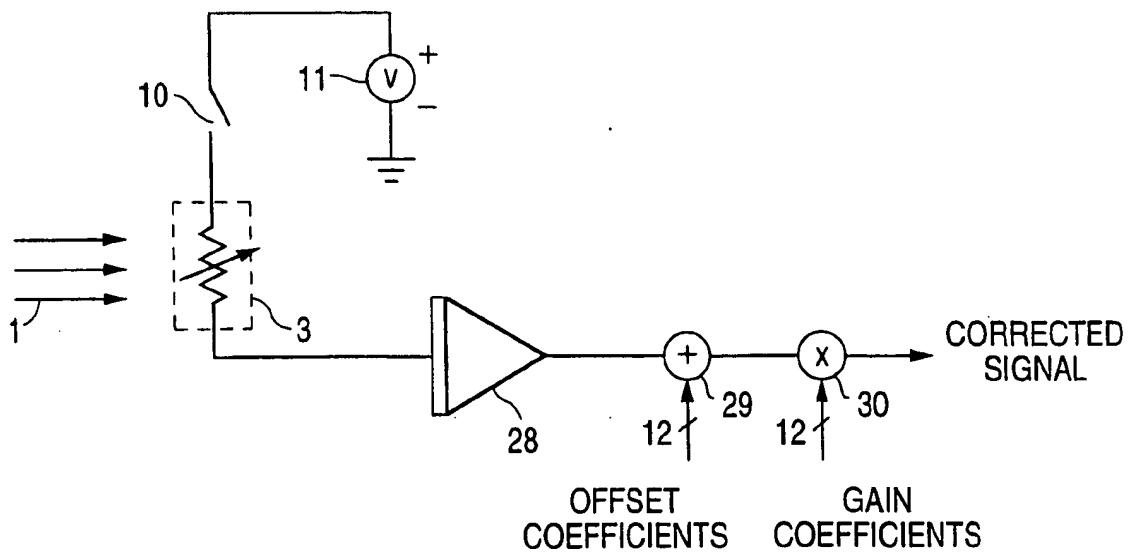 11
V
+
−
10
1
3
28
+
29
X
30
CORRECTED
SIGNAL
12
12
OFFSET
COEFFICIENTS
GAIN
COEFFICIENTS